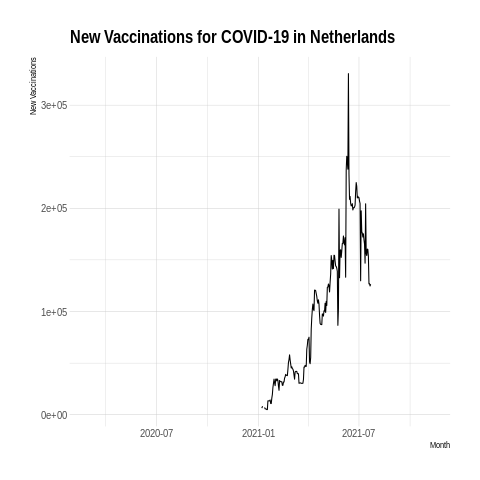 New Vaccinations for COVID-19 in Netherlands
New Vaccinations
3e+05
2e+05
1e+05
0e+00
2020-07
2021-01
2021-07
Month